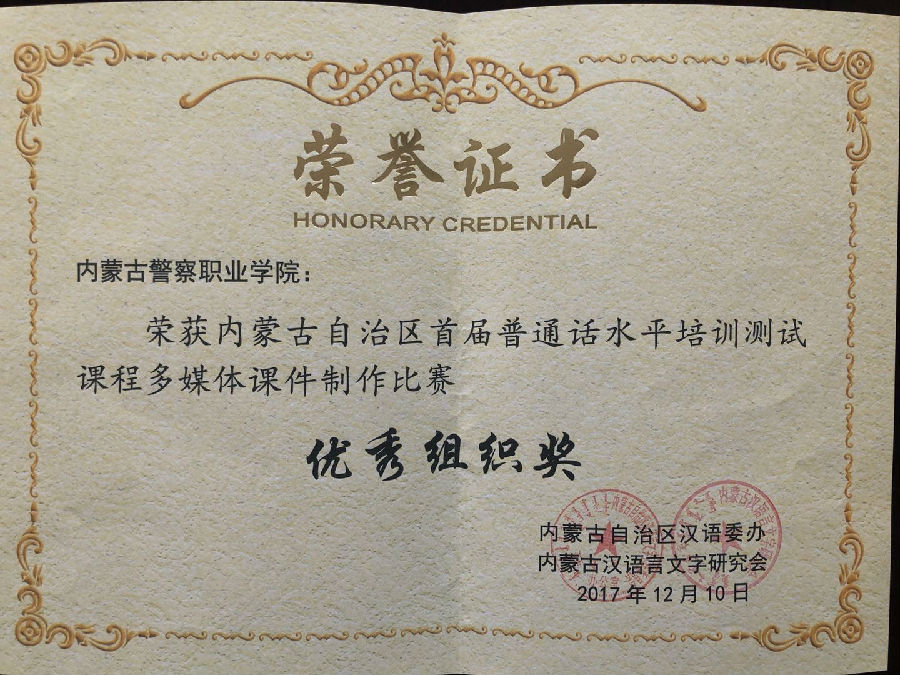 荣誉证书
HONORARY CREDENTIAL
内蒙古警察职业学院：
荣获内蒙古自治区首届普通话水平培训测试
课程多媒体课件制作比赛
优秀组织奖
内蒙古自治区汉语委办
内蒙古汉语言文字研究会
2017年12月10日